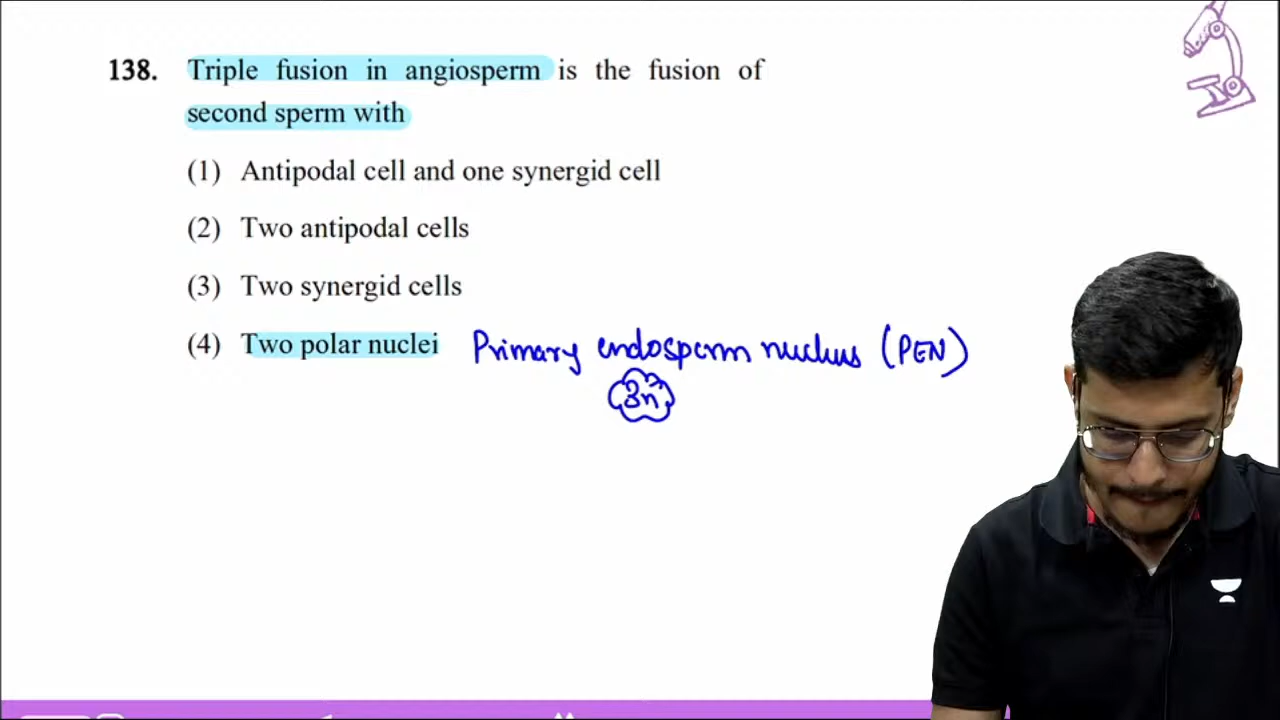 138. Triple fusion in angiosperm is the fusion of
second sperm with
(1) Antipodal cell and one synergid cell
(2) Two antipodal cells
(3) Two synergid cells
(4) Two polar nuclei Primary endosperm nucleus (PEN)
3n